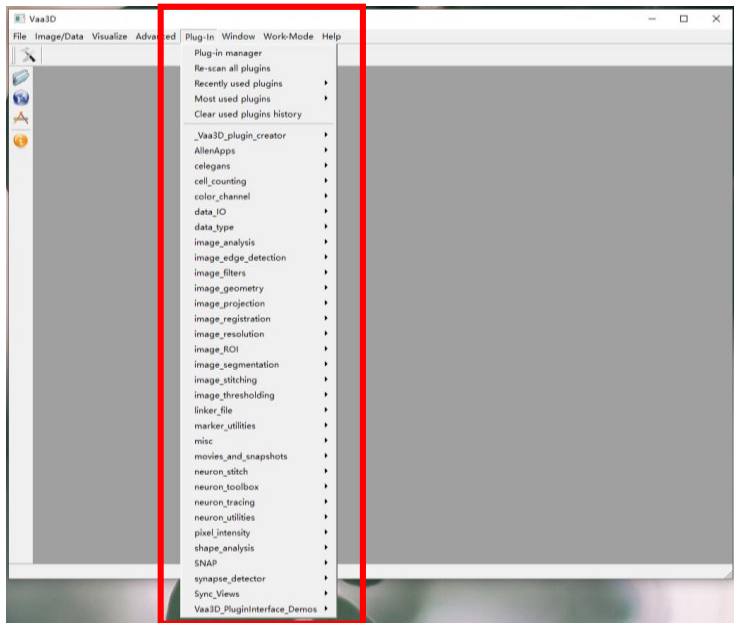 Vaa3D
File Image/Data Visualize Advanced Plug-In Window Work-Mode Help
Plug-in manager
Re-scan all plugins
Recently used plugins
Most used plugins
Clear used plugins history
_Vaa3D_plugin_creator
AllenApps
celegans
cell_counting
color_channel
data_IO
data_type
image_analysis
image_edge_detection
image_filters
image_geometry
image_projection
image_registration
image_resolution
image_ROI
image_segmentation
image_stitching
image_thresholding
linker_file
marker_utilities
misc
movies_and_snapshots
neuron_stitch
neuron_toolbox
neuron_tracing
neuron_utilities
pixel_intensity
shape_analysis
SNAP
synapse_detector
Sync_Views
Vaa3D_PluginInterface_Demos